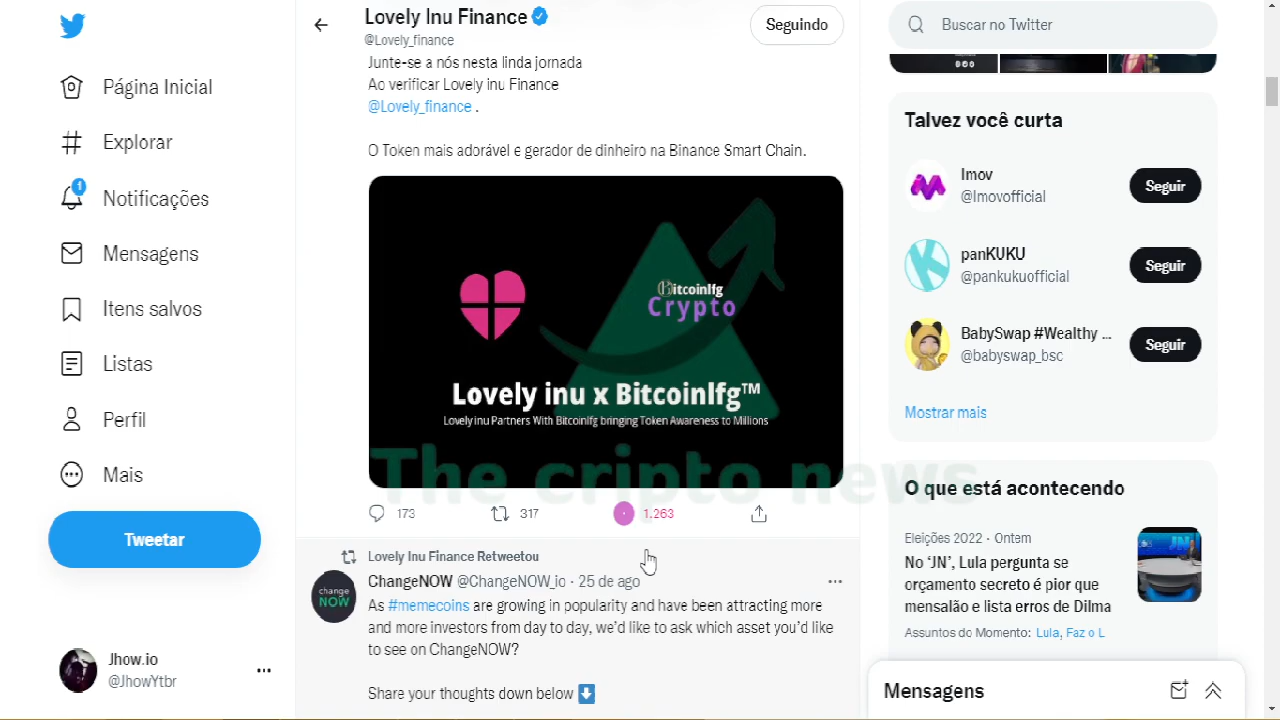 Página Inicial
Explorar
1
Notificações
Mensagens
Itens salvos
Listas
Perfil
Mais
Tweetar
Jhow.io
@JhowYtbr
Lovely Inu Finance
@Lovely_finance
Seguindo
Junte-se a nós nesta linda jornada
Ao verificar Lovely inu Finance
@Lovely_finance .
O Token mais adorável e gerador de dinheiro na Binance Smart Chain.
Bitcoinlfg
Crypto
Lovely inu x Bitcoinlfg™
Lovely inu Partners With Bitcoinlfg bringing Token Awareness to Millions
The cripto news
173
317
1.263
Lovely Inu Finance Retweetou
change
NOW
ChangeNOW @ChangeNOW_io · 25 de ago
As #memecoins are growing in popularity and have been attracting more
and more investors from day to day, we'd like to ask which asset you'd like
to see on ChangeNOW?
Share your thoughts down below
Buscar no Twitter
Talvez você curta
Imov
@Imovofficial
Seguir
panKUKU
@pankukuofficial
Seguir
BabySwap #Wealthy ...
@babyswap_bsc
Seguir
Mostrar mais
O que está acontecendo
Eleições 2022 · Ontem
No ‘JN’, Lula pergunta se
orçamento secreto é pior que
mensalão e lista erros de Dilma
Assuntos do Momento: Lula, Faz o L
Mensagens